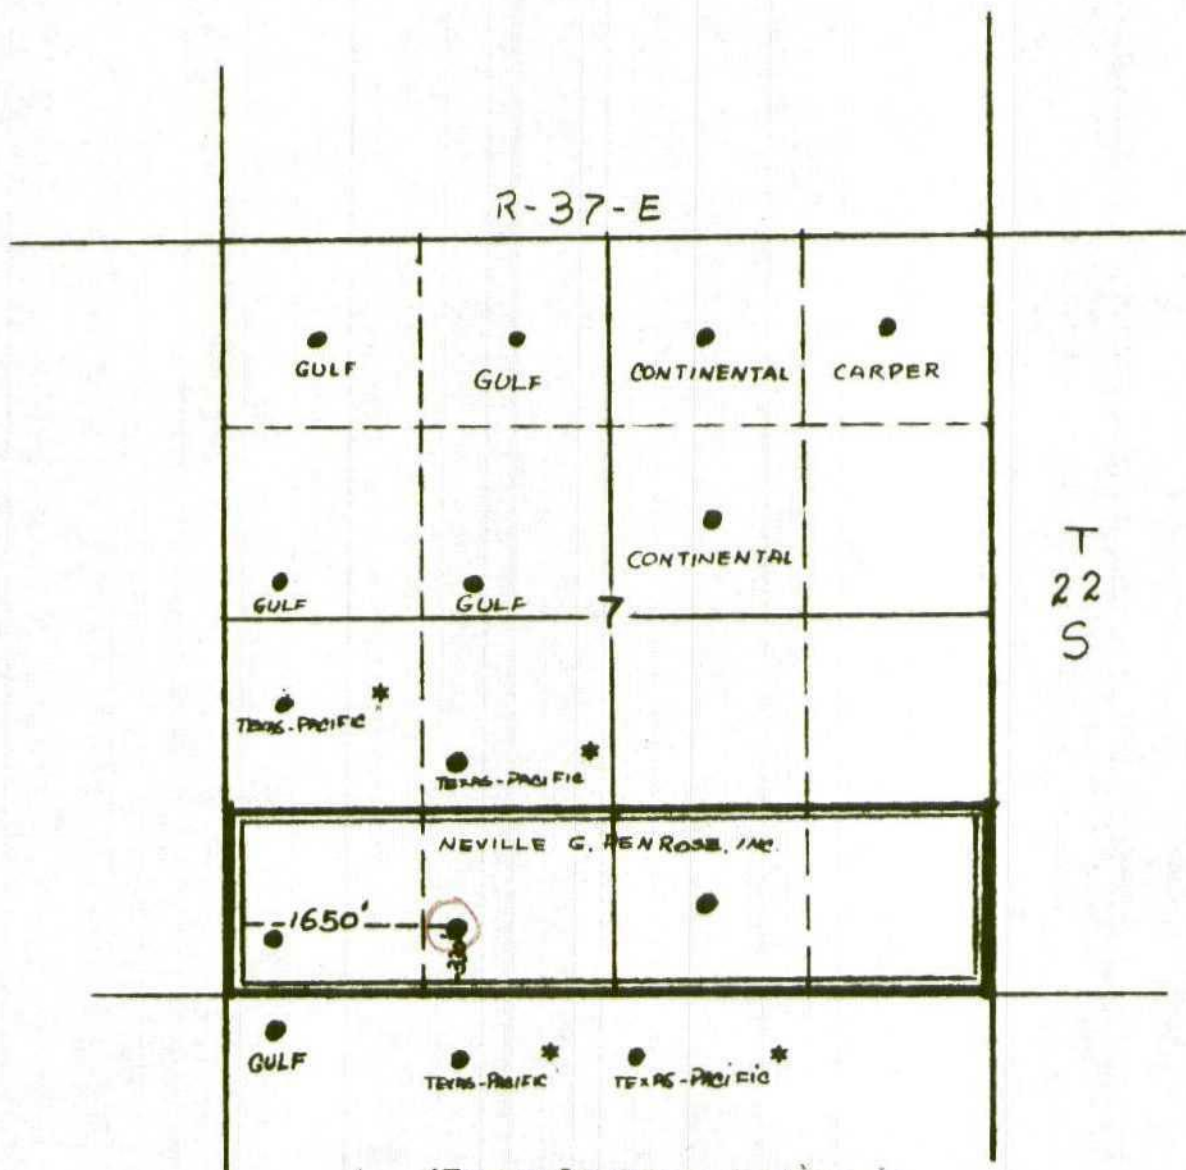 R-37-E
GULF
GULF
CONTINENTAL
CARPER
CONTINENTAL
T
22
S
GULF
GULF
7
TEXAS-PACIFIC *
TEXAS-PACIFIC *
NEVILLE G. PENROSE, INC.
1650'
GULF
TEXAS-PACIFIC *
TEXAS-PACIFIC *